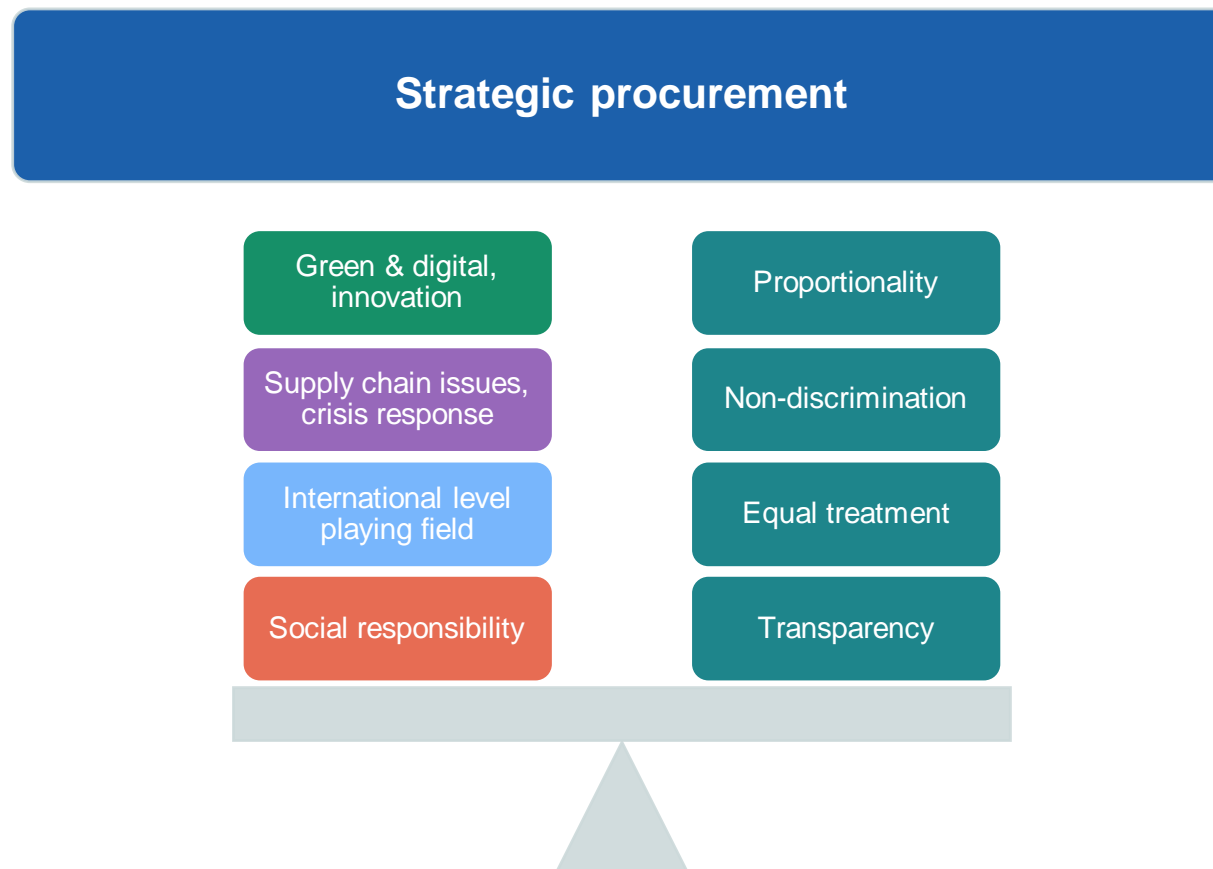 Strategic procurement
Green & digital,
innovation
Supply chain issues,
crisis response
International level
playing field
Social responsibility
Proportionality
Non-discrimination
Equal treatment
Transparency